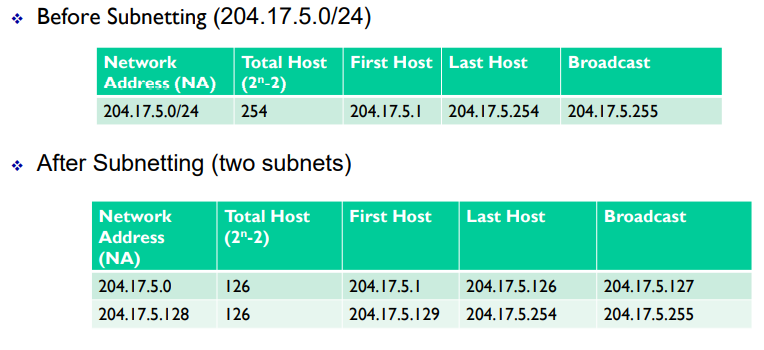 ❖ Before Subnetting (204.17.5.0/24)
Network Address (NA) Total Host (2ⁿ-2) First Host Last Host Broadcast
204.17.5.0/24 254 204.17.5.1 204.17.5.254 204.17.5.255
❖ After Subnetting (two subnets)
Network Address (NA) Total Host (2ⁿ-2) First Host Last Host Broadcast
204.17.5.0 126 204.17.5.1 204.17.5.126 204.17.5.127
204.17.5.128 126 204.17.5.129 204.17.5.254 204.17.5.255